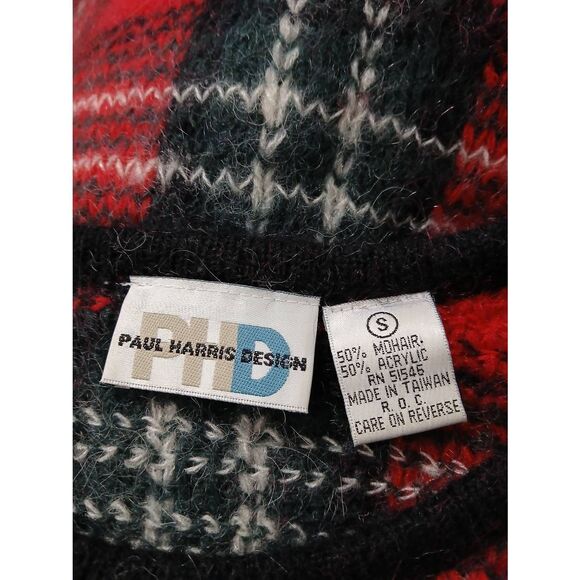 PHD
PAUL HARRIS DESIGN
S
50% MOHAIR
50% ACRYLIC
RN 51545
MADE IN TAIWAN
R. O. C.
CARE ON REVERSE